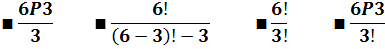 ■ 6P3/3 ■ 6!/((6 − 3)! − 3) ■ 6!/3! ■ 6P3/3!